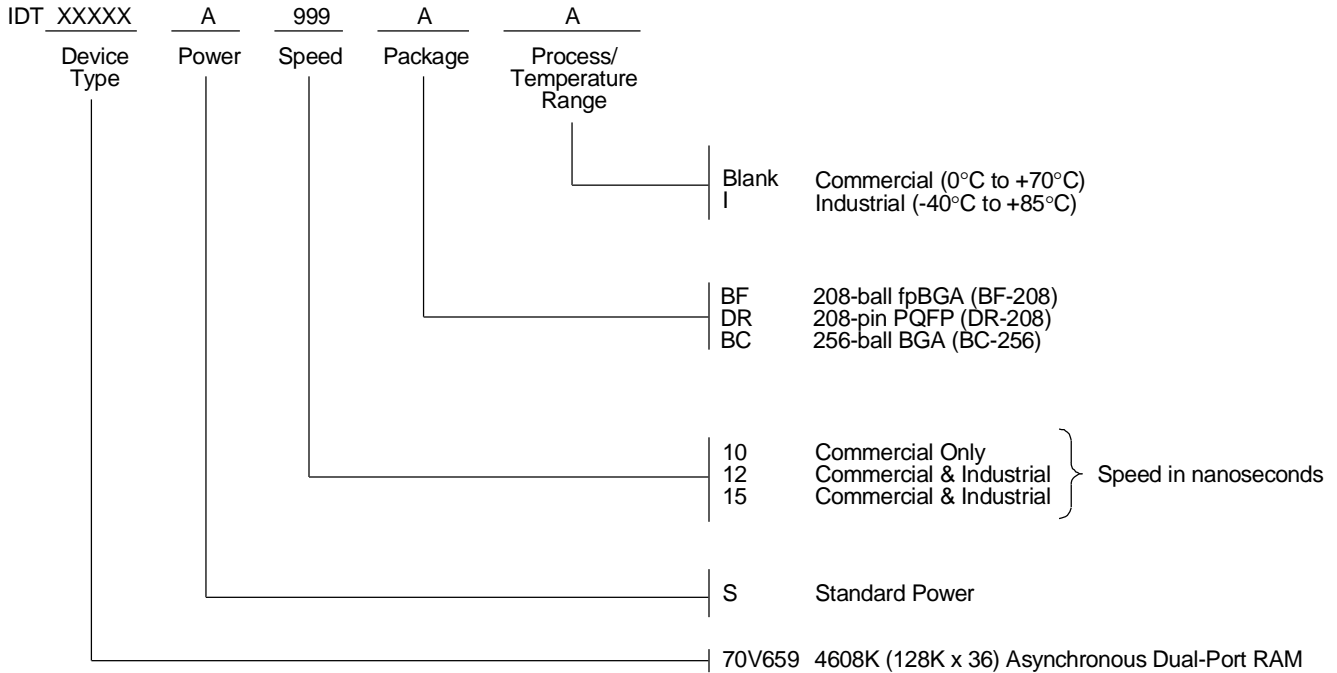 IDT XXXXX A 999 A A
Device Type Power Speed Package Process/ Temperature Range
Blank Commercial (0°C to +70°C)
I Industrial (-40°C to +85°C)
BF 208-ball fpBGA (BF-208)
DR 208-pin PQFP (DR-208)
BC 256-ball BGA (BC-256)
10 Commercial Only
12 Commercial & Industrial Speed in nanoseconds
15 Commercial & Industrial
S Standard Power
70V659 4608K (128K x 36) Asynchronous Dual-Port RAM